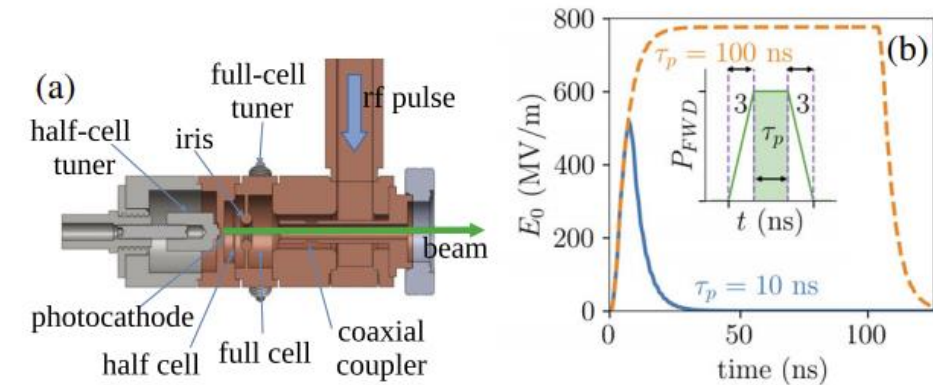 (a)
half-cell
tuner
iris
full-cell
tuner
rf pulse
beam
photocathode
half cell
full cell
coaxial
coupler
(b)
E₀ (MV/m)
800
600
400
200
0
τₚ = 100 ns
P_FWD
3
3
τₚ
t (ns)
τₚ = 10 ns
0
50
100
time (ns)